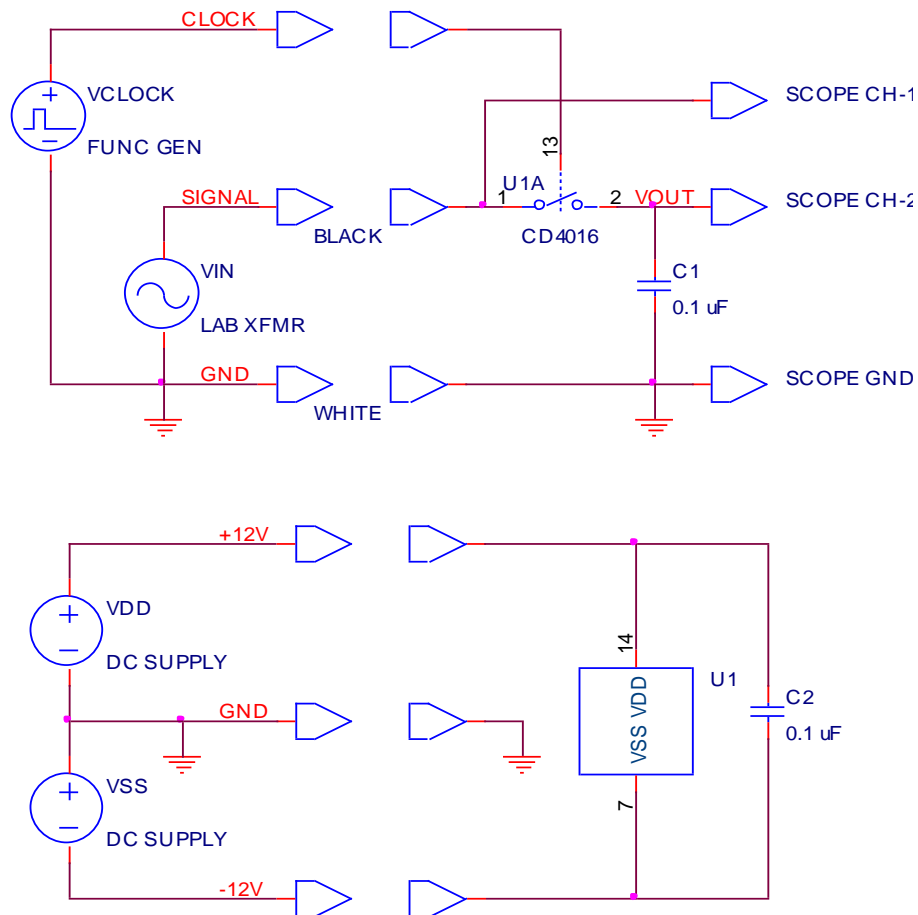 CLOCK
VCLOCK
FUNC GEN
SCOPE CH-1
13
SIGNAL
U1A
1
2
VOUT
SCOPE CH-2
BLACK
CD4016
VIN
C1
LAB XFMR
0.1 uF
GND
SCOPE GND
WHITE
+12V
VDD
DC SUPPLY
14
U1
VSS VDD
C2
0.1 uF
GND
VSS
7
DC SUPPLY
-12V